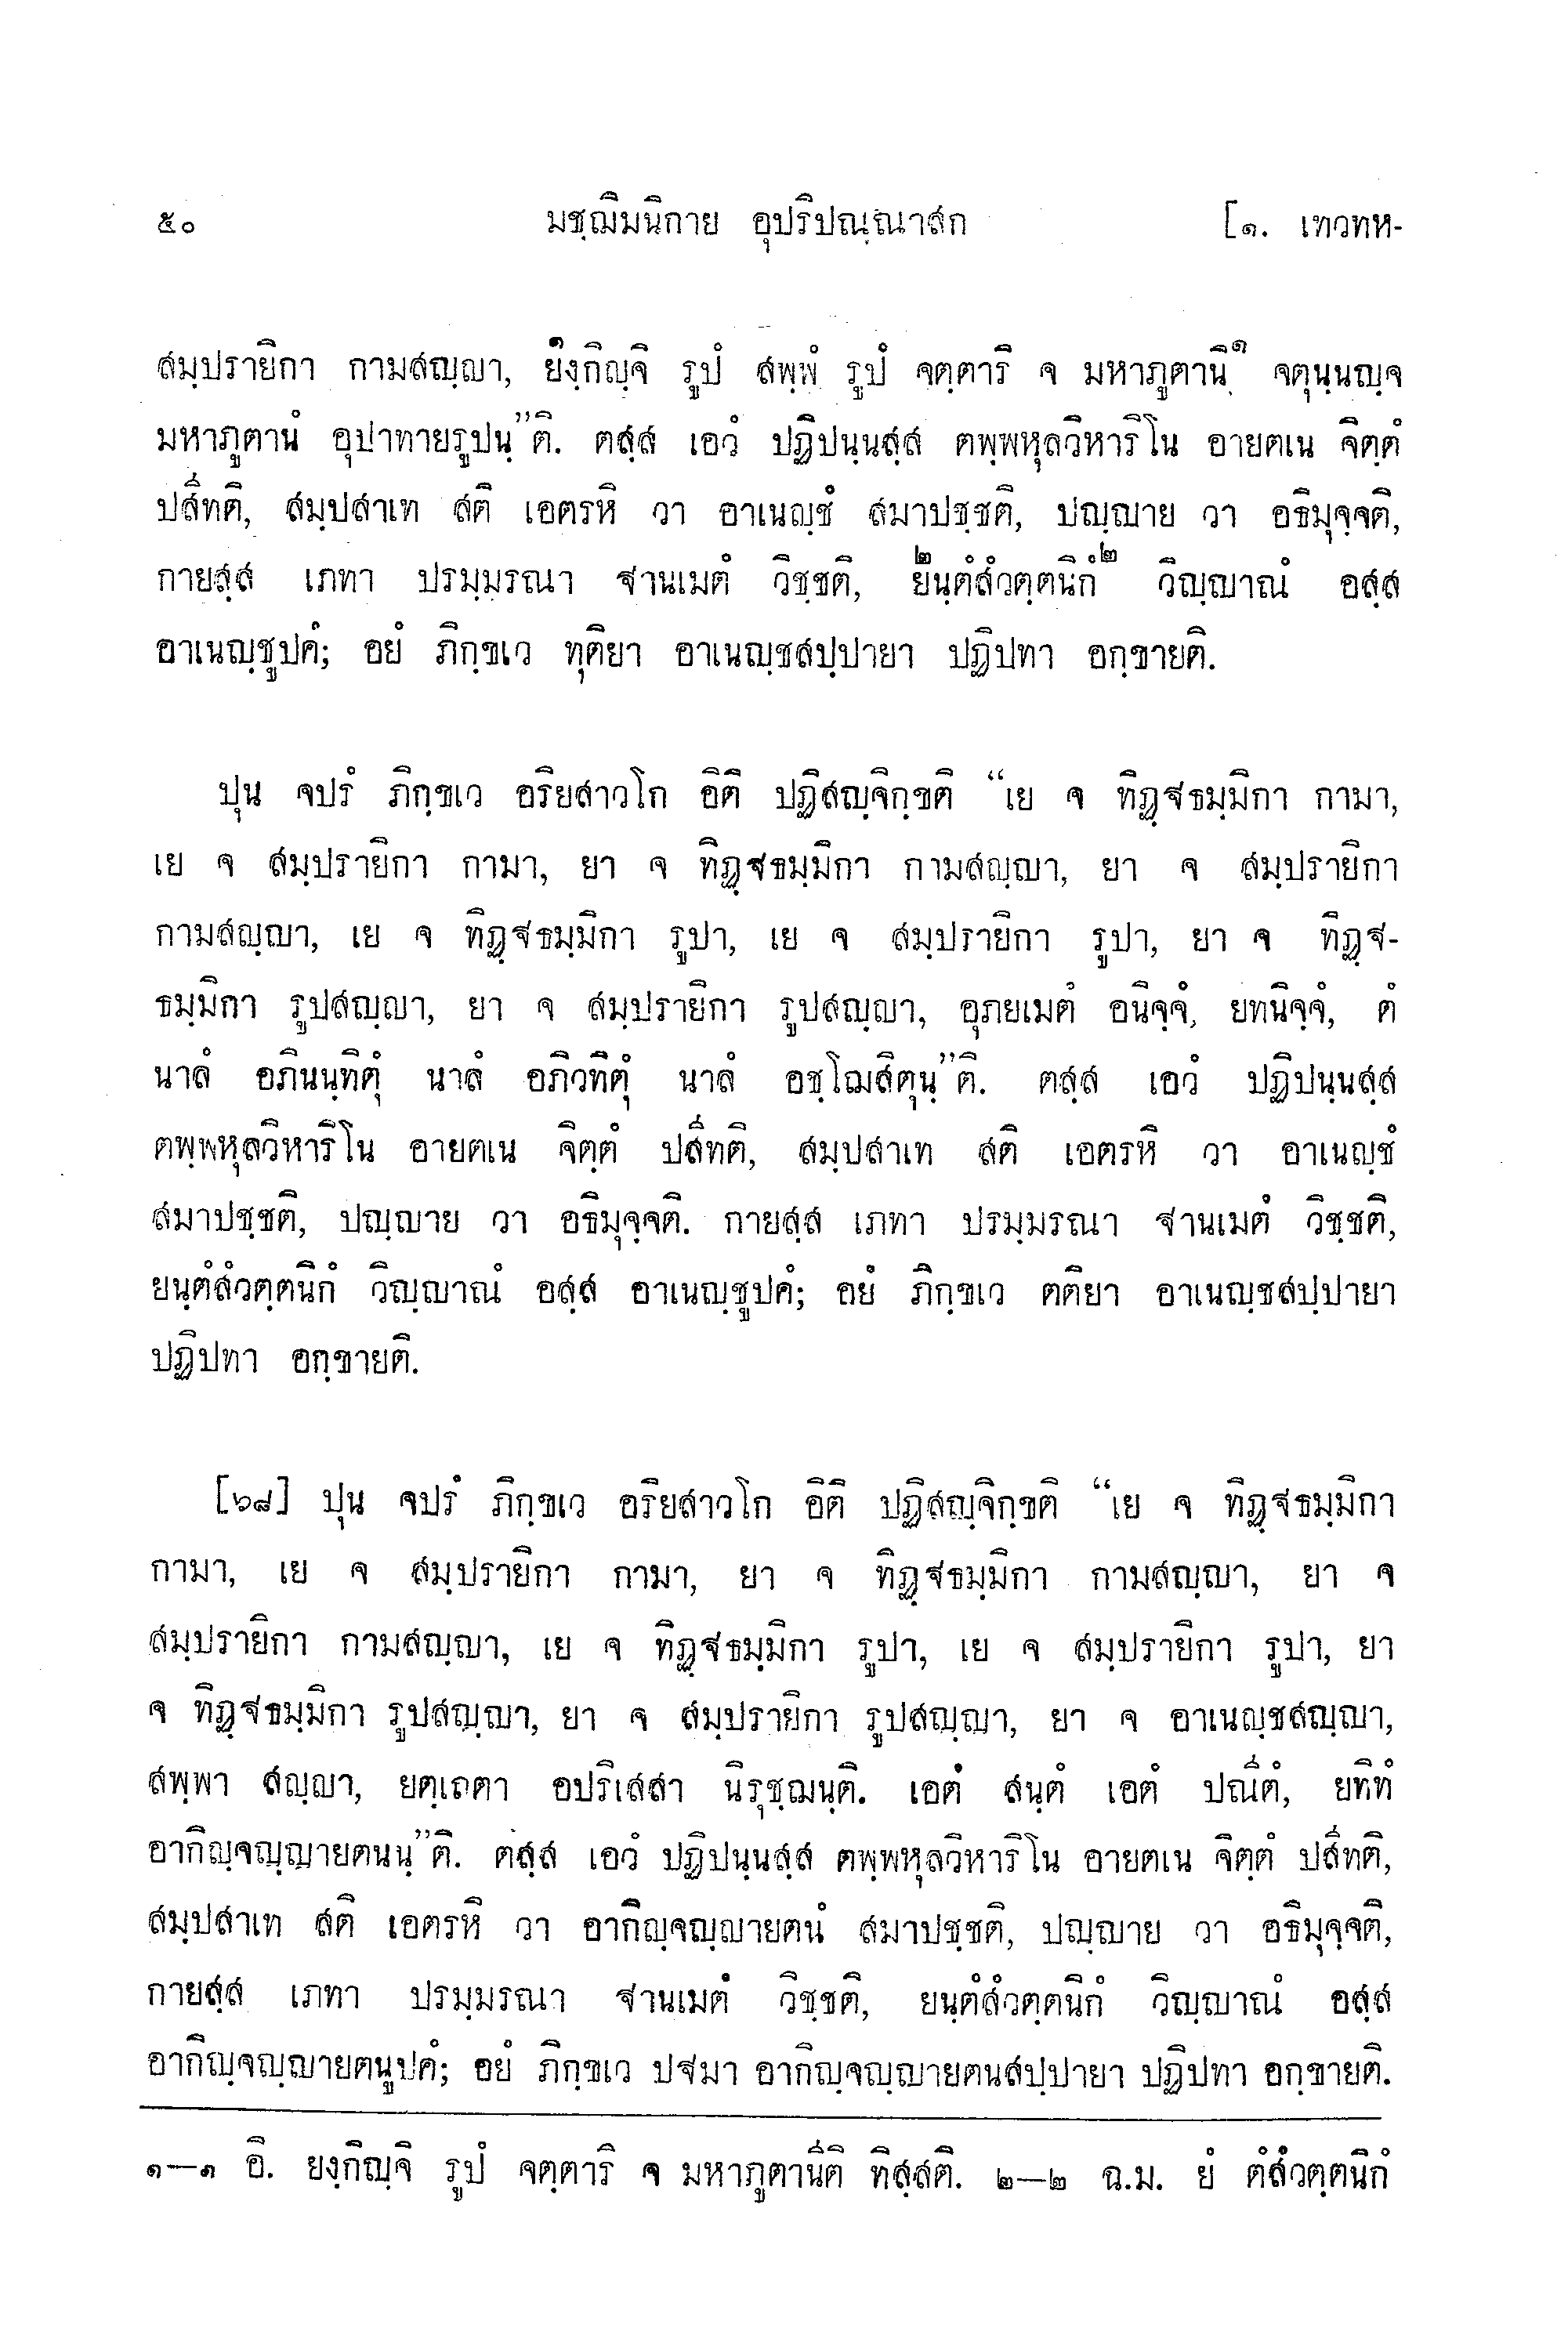 ๕๐ มชฺฌิมนิกาย อุปริปณฺณาสก [๑. เทวทห-
สมฺปรายิกา กามสญฺญา, ๑ยงฺกิญฺจิ รูปํ สพฺพํ รูปํ จตฺตาริ จ มหาภูตานิ๑ จตุนฺนญฺจ
มหาภูตานํ อุปาทายรูปนฺ”ติ. ตสฺส เอวํ ปฏิปนฺนสฺส ตพฺพหุลวิหาริโน อายตเน จิตฺตํ
ปสีทติ, สมฺปสาเท สติ เอตรหิ วา อาเนญฺชํ สมาปชฺชติ, ปญฺญาย วา อธิมุจฺจติ,
กายสฺส เภทา ปรมฺมรณา ฐานเมตํ วิชฺชติ, ๒ยนฺตํสํวตฺตนิกํ๒ วิญฺญาณํ อสฺส
อาเนญฺชูปคํ; อยํ ภิกฺขเว ทุติยา อาเนญฺชสปฺปายา ปฏิปทา อกฺขายติ.
ปุน จปรํ ภิกฺขเว อริยสาวโก อิติ ปฏิสญฺจิกฺขติ “เย จ ทิฏฺฐธมฺมิกา กามา,
เย จ สมฺปรายิกา กามา, ยา จ ทิฏฺฐธมฺมิกา กามสญฺญา, ยา จ สมฺปรายิกา
กามสญฺญา, เย จ ทิฏฺฐธมฺมิกา รูปา, เย จ สมฺปรายิกา รูปา, ยา จ ทิฏฺฐ-
ธมฺมิกา รูปสญฺญา, ยา จ สมฺปรายิกา รูปสญฺญา, อุภยเมตํ อนิจฺจํ, ยทนิจฺจํ, ตํ
นาลํ อภินนฺทิตุํ นาลํ อภิวทิตุํ นาลํ อชฺโฌสิตุนฺ”ติ. ตสฺส เอวํ ปฏิปนฺนสฺส
ตพฺพหุลวิหาริโน อายตเน จิตฺตํ ปสีทติ, สมฺปสาเท สติ เอตรหิ วา อาเนญฺชํ
สมาปชฺชติ, ปญฺญาย วา อธิมุจฺจติ. กายสฺส เภทา ปรมฺมรณา ฐานเมตํ วิชฺชติ,
ยนฺตํสํวตฺตนิกํ วิญฺญาณํ อสฺส อาเนญฺชูปคํ; อยํ ภิกฺขเว ตติยา อาเนญฺชสปฺปายา
ปฏิปทา อกฺขายติ.
[๖๘] ปุน จปรํ ภิกฺขเว อริยสาวโก อิติ ปฏิสญฺจิกฺขติ “เย จ ทิฏฺฐธมฺมิกา
กามา, เย จ สมฺปรายิกา กามา, ยา จ ทิฏฺฐธมฺมิกา กามสญฺญา, ยา จ
สมฺปรายิกา กามสญฺญา, เย จ ทิฏฺฐธมฺมิกา รูปา, เย จ สมฺปรายิกา รูปา, ยา
จ ทิฏฺฐธมฺมิกา รูปสญฺญา, ยา จ สมฺปรายิกา รูปสญฺญา, ยา จ อาเนญฺชสญฺญา,
สพฺพา สญฺญา, ยตฺเถตา อปริเสสา นิรุชฺฌนฺติ. เอตํ สนฺตํ เอตํ ปณีตํ, ยทิทํ
อากิญฺจญฺญายตนนฺ”ติ. ตสฺส เอวํ ปฏิปนฺนสฺส ตพฺพหุลวิหาริโน อายตเน จิตฺตํ ปสีทติ,
สมฺปสาเท สติ เอตรหิ วา อากิญฺจญฺญายตนํ สมาปชฺชติ, ปญฺญาย วา อธิมุจฺจติ,
กายสฺส เภทา ปรมฺมรณา ฐานเมตํ วิชฺชติ, ยนฺตํสํวตฺตนิกํ วิญฺญาณํ อสฺส
อากิญฺจญฺญายตนูปคํ; อยํ ภิกฺขเว ปฐมา อากิญฺจญฺญายตนสปฺปายา ปฏิปทา อกฺขายติ.
๑—๑ อิ. ยงฺกิญฺจิ รูปํ จตฺตาริ จ มหาภูตานีติ ทิสฺสติ. ๒—๒ ฉ.ม. ยํ ตํสํวตฺตนิกํ